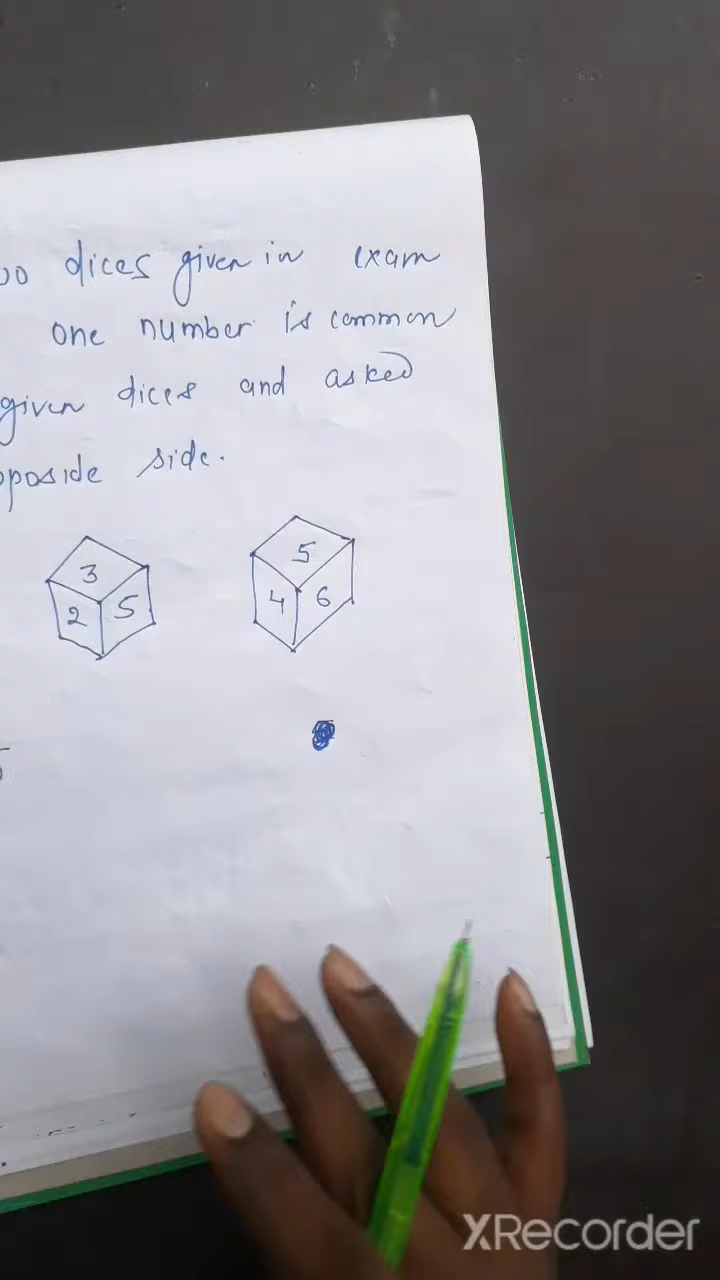 dices given in exam
one number is common
given dices and asked
side.
3
2 5
5
4 6
XRecorder